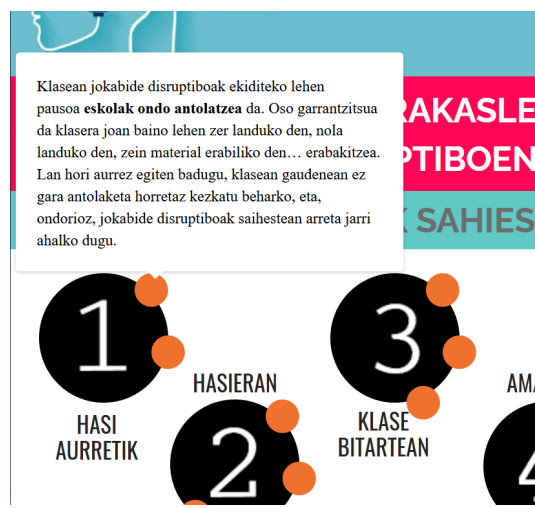 Klasean jokabide disruptiboak ekiditeko lehen
pausoa eskolak ondo antolatzea da. Oso garrantzitsua
da klasera joan baino lehen zer landuko den, nola
landuko den, zein material erabiliko den… erabakitzea.
Lan hori aurrez egiten badugu, klasean gaudenean ez
gara antolaketa horretaz kezkatu beharko, eta,
ondorioz, jokabide disruptiboak saihestean arreta jarri
ahalko dugu.
SAHIES
1
HASI
AURRETIK
HASIERAN
2
3
KLASE
BITARTEAN
4